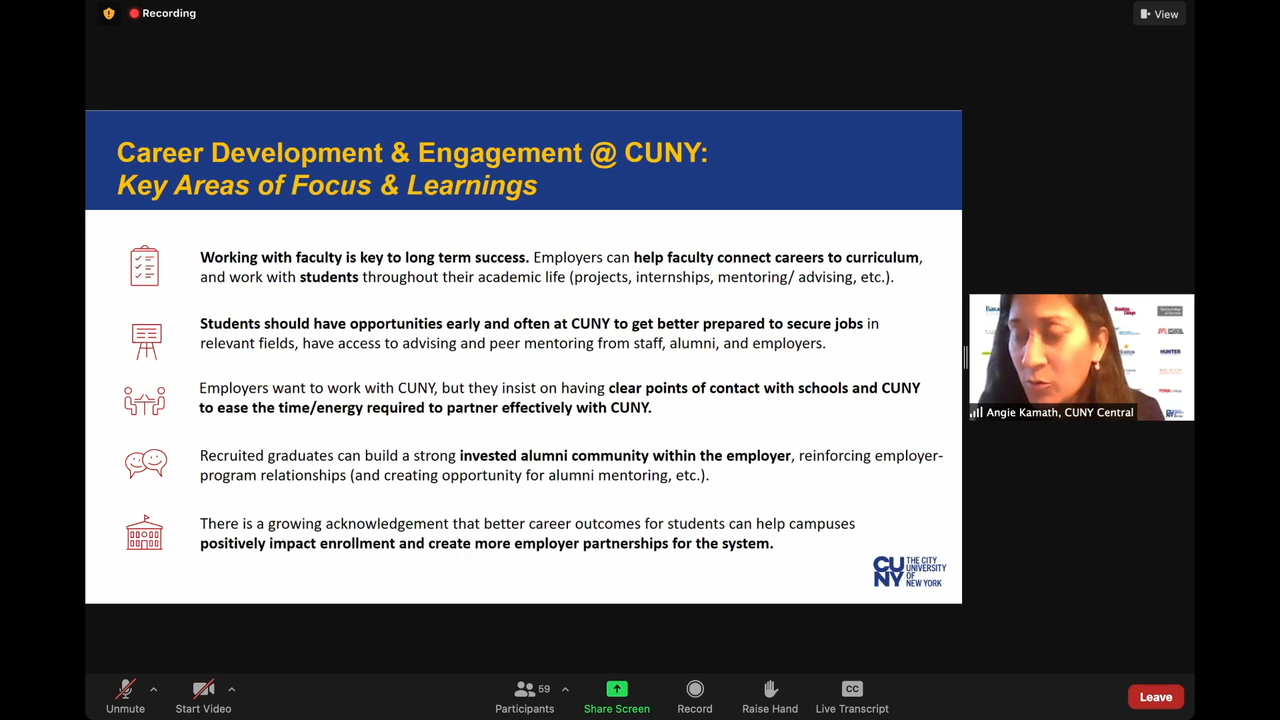 Recording
View
Career Development & Engagement @ CUNY:
Key Areas of Focus & Learnings
Working with faculty is key to long term success. Employers can help faculty connect careers to curriculum,
and work with students throughout their academic life (projects, internships, mentoring/ advising, etc.).
Students should have opportunities early and often at CUNY to get better prepared to secure jobs in
relevant fields, have access to advising and peer mentoring from staff, alumni, and employers.
Employers want to work with CUNY, but they insist on having clear points of contact with schools and CUNY
to ease the time/energy required to partner effectively with CUNY.
Recruited graduates can build a strong invested alumni community within the employer, reinforcing employer-
program relationships (and creating opportunity for alumni mentoring, etc.).
There is a growing acknowledgement that better career outcomes for students can help campuses
positively impact enrollment and create more employer partnerships for the system.
CU
NY
THE CITY
UNIVERSITY
OF
NEW YORK
HUNTER
Angie Kamath, CUNY Central
Unmute
Start Video
59
Participants
Share Screen
Record
Raise Hand
CC
Live Transcript
Leave